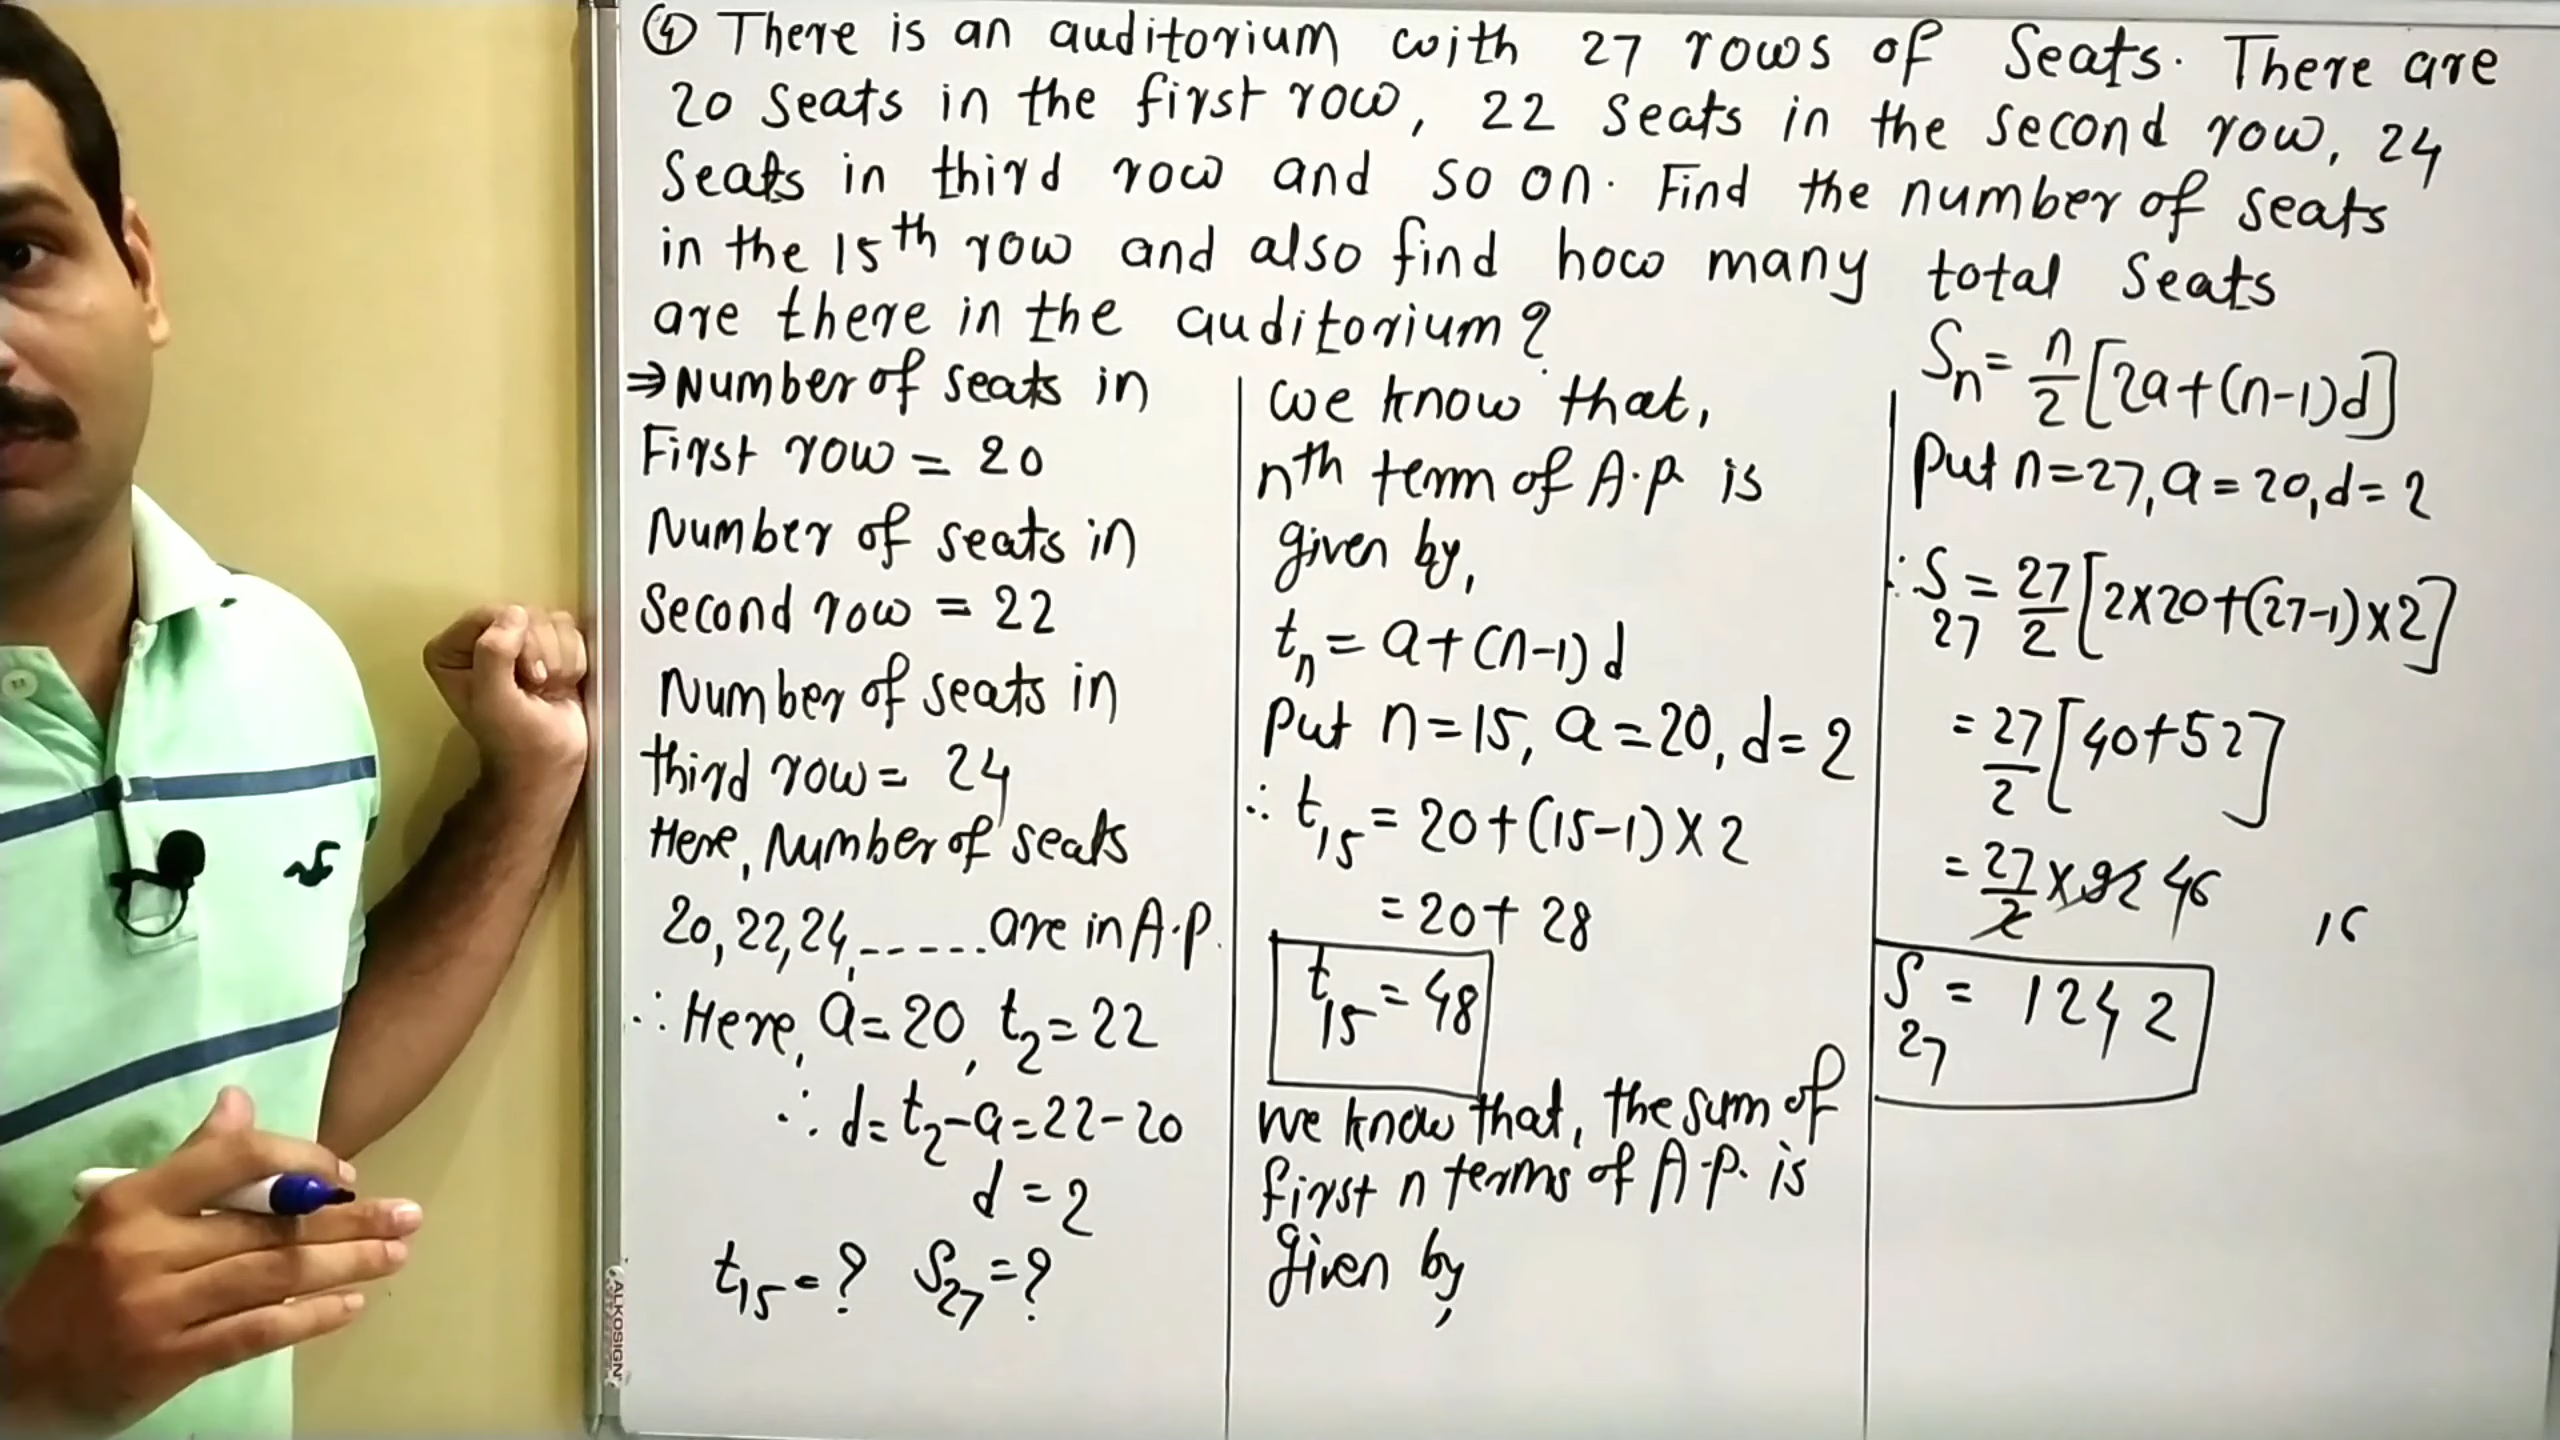 ④ There is an auditorium with 27 rows of Seats. There are
20 seats in the first row, 22 seats in the second row, 24
seats in third row and so on. Find the number of seats
in the 15th row and also find how many total seats
are there in the auditorium?
⇒ Number of seats in
First row = 20
Number of seats in
Second row = 22
Number of seats in
third row = 24
Here, Number of seats
20, 22, 24, ----- are in A.P.
∴ Here, a = 20, t₂ = 22
∴ d = t₂ - a = 22 - 20
d = 2
t₁₅ = ? S₂₇ = ?
we know that,
nth term of A.P. is
given by,
tₙ = a + (n-1) d
Put n = 15, a = 20, d = 2
∴ t₁₅ = 20 + (15-1) × 2
= 20 + 28
t₁₅ = 48
we know that, the sum of
first n terms of A.P. is
given by,
Sₙ = n/2 [2a + (n-1)d]
Put n = 27, a = 20, d = 2
∴ S₂₇ = 27/2 [2×20 + (27-1)×2]
= 27/2 [40+52]
= 27/2 × 92 46
16
S₂₇ = 1242
ALKOSIGN